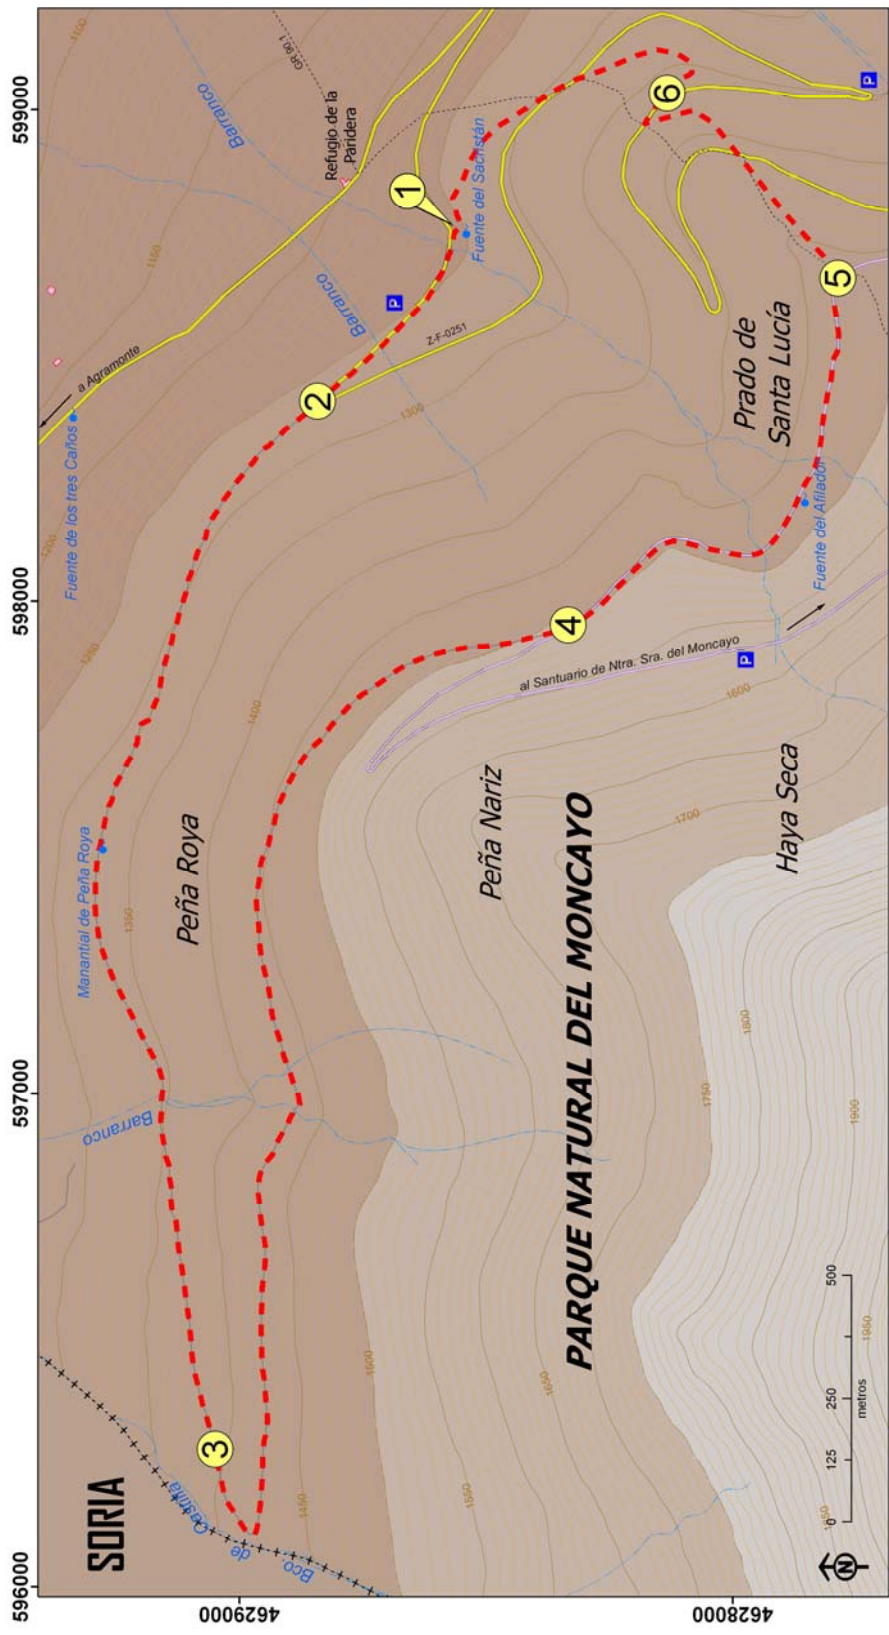 596000
597000
598000
599000
SORIA
Fuente de los tres Caños
a Agramonte
1100
1200
1250
1150
Manantial de Peña Roya
Barranco
Barranco
GR 90.1
Refugio de la
Paridera
1350
Peña Roya
3
Bco.
de
Castilla
4629000
1450
1400
2
P
Barranco
1
1300
Z-F-0251
Fuente del Sacristán
1500
Peña Nariz
1550
1650
PARQUE NATURAL DEL MONCAYO
4
al Santuario de Ntra. Sra. del Moncayo
6
1700
1600
1750
4628000
1800
P
Prado de
Santa Lucía
Haya Seca
Fuente del Afilador
5
P
N
0
125
250
500
metros
1900
1950